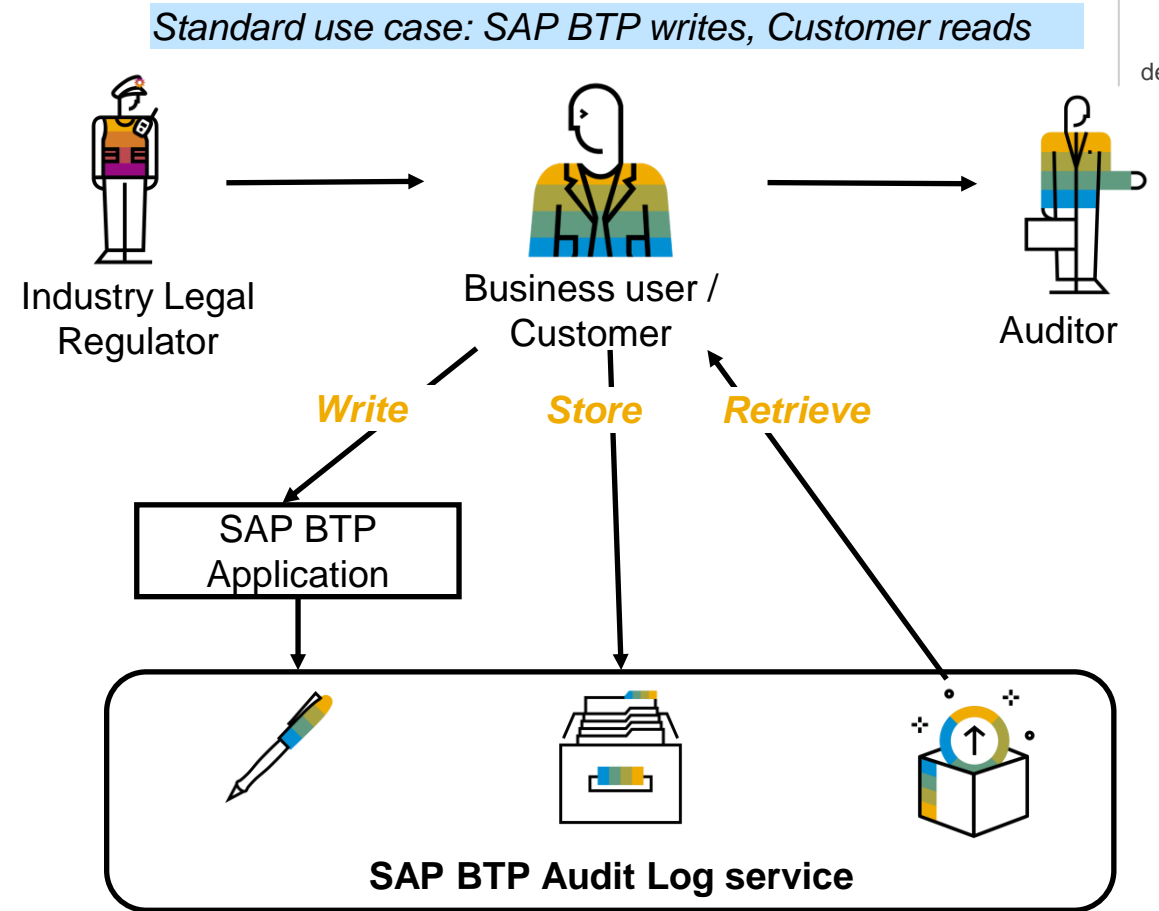 Standard use case: SAP BTP writes, Customer reads
de
Industry Legal
Regulator
Business user /
Customer
Auditor
Write
Store
Retrieve
SAP BTP
Application
SAP BTP Audit Log service